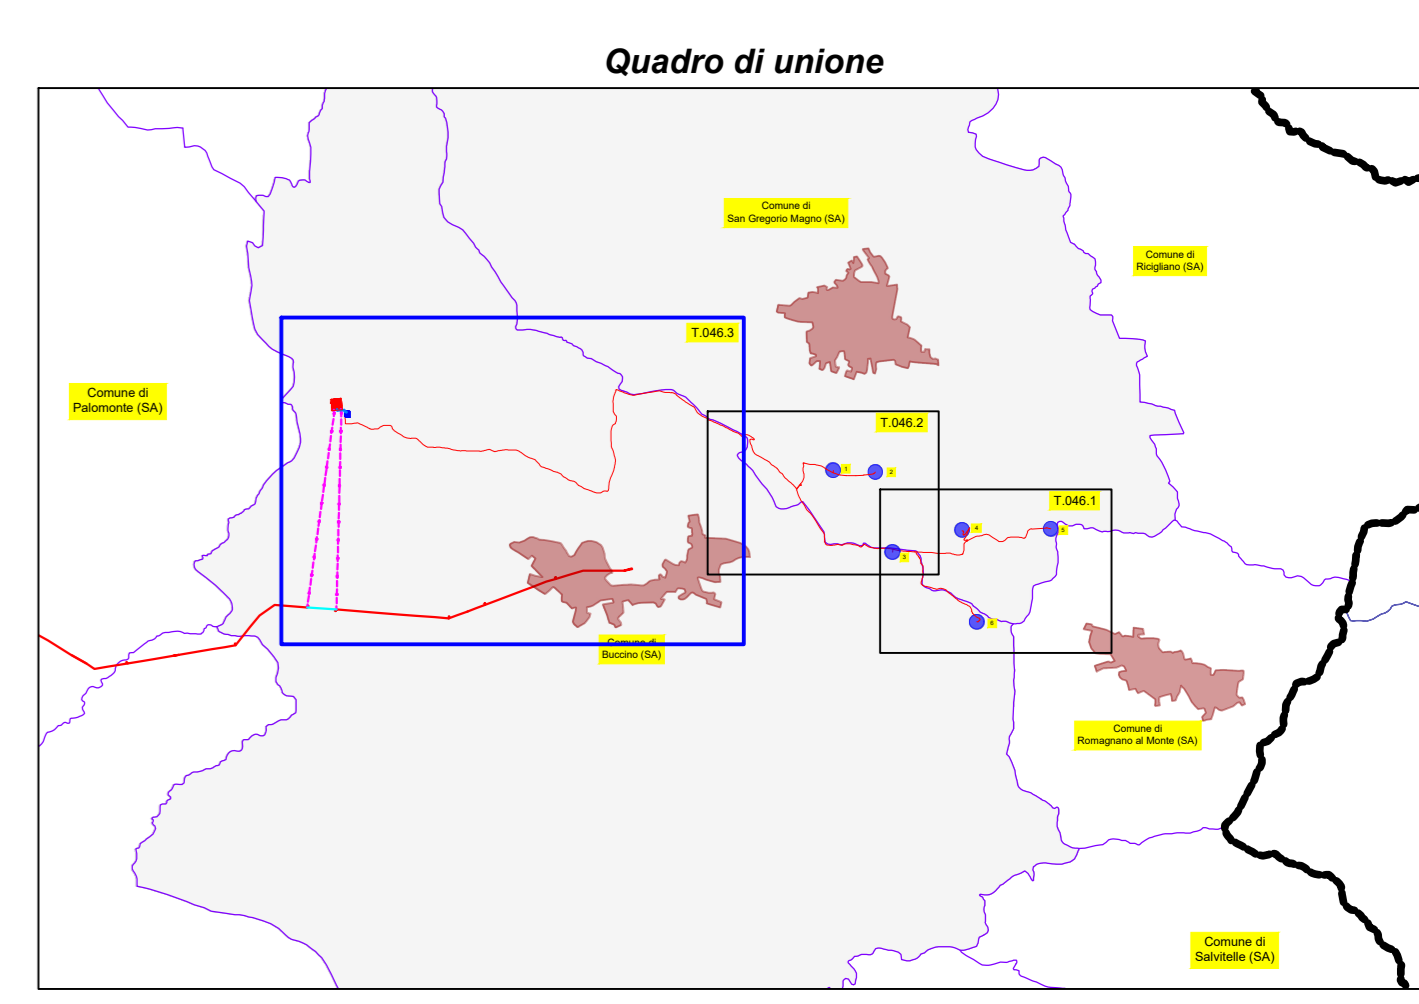 Quadro di unione
Comune di
San Gregorio Magno (SA)
Comune di
Ricigliano (SA)
T.046.3
Comune di
Palomonte (SA)
T.046.2
1
2
T.046.1
4
5
3
6
Comune di
Buccino (SA)
Comune di
Romagnano al Monte (SA)
Comune di
Salvitelle (SA)